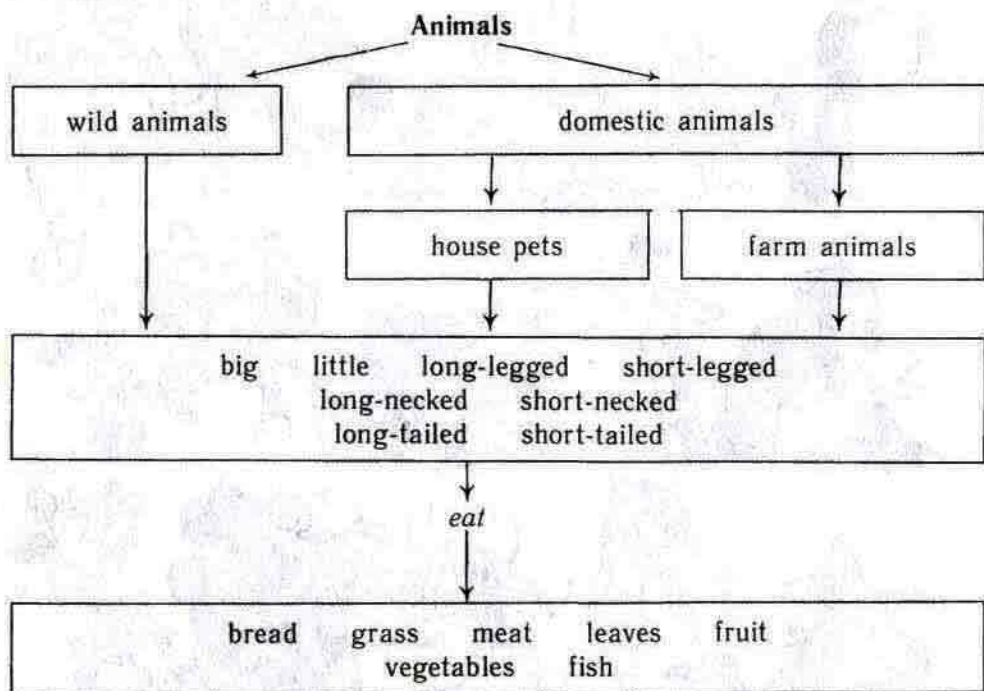 Animals
wild animals
domestic animals
house pets
farm animals
big little long-legged short-legged
long-necked short-necked
long-tailed short-tailed
eat
bread grass meat leaves fruit
vegetables fish